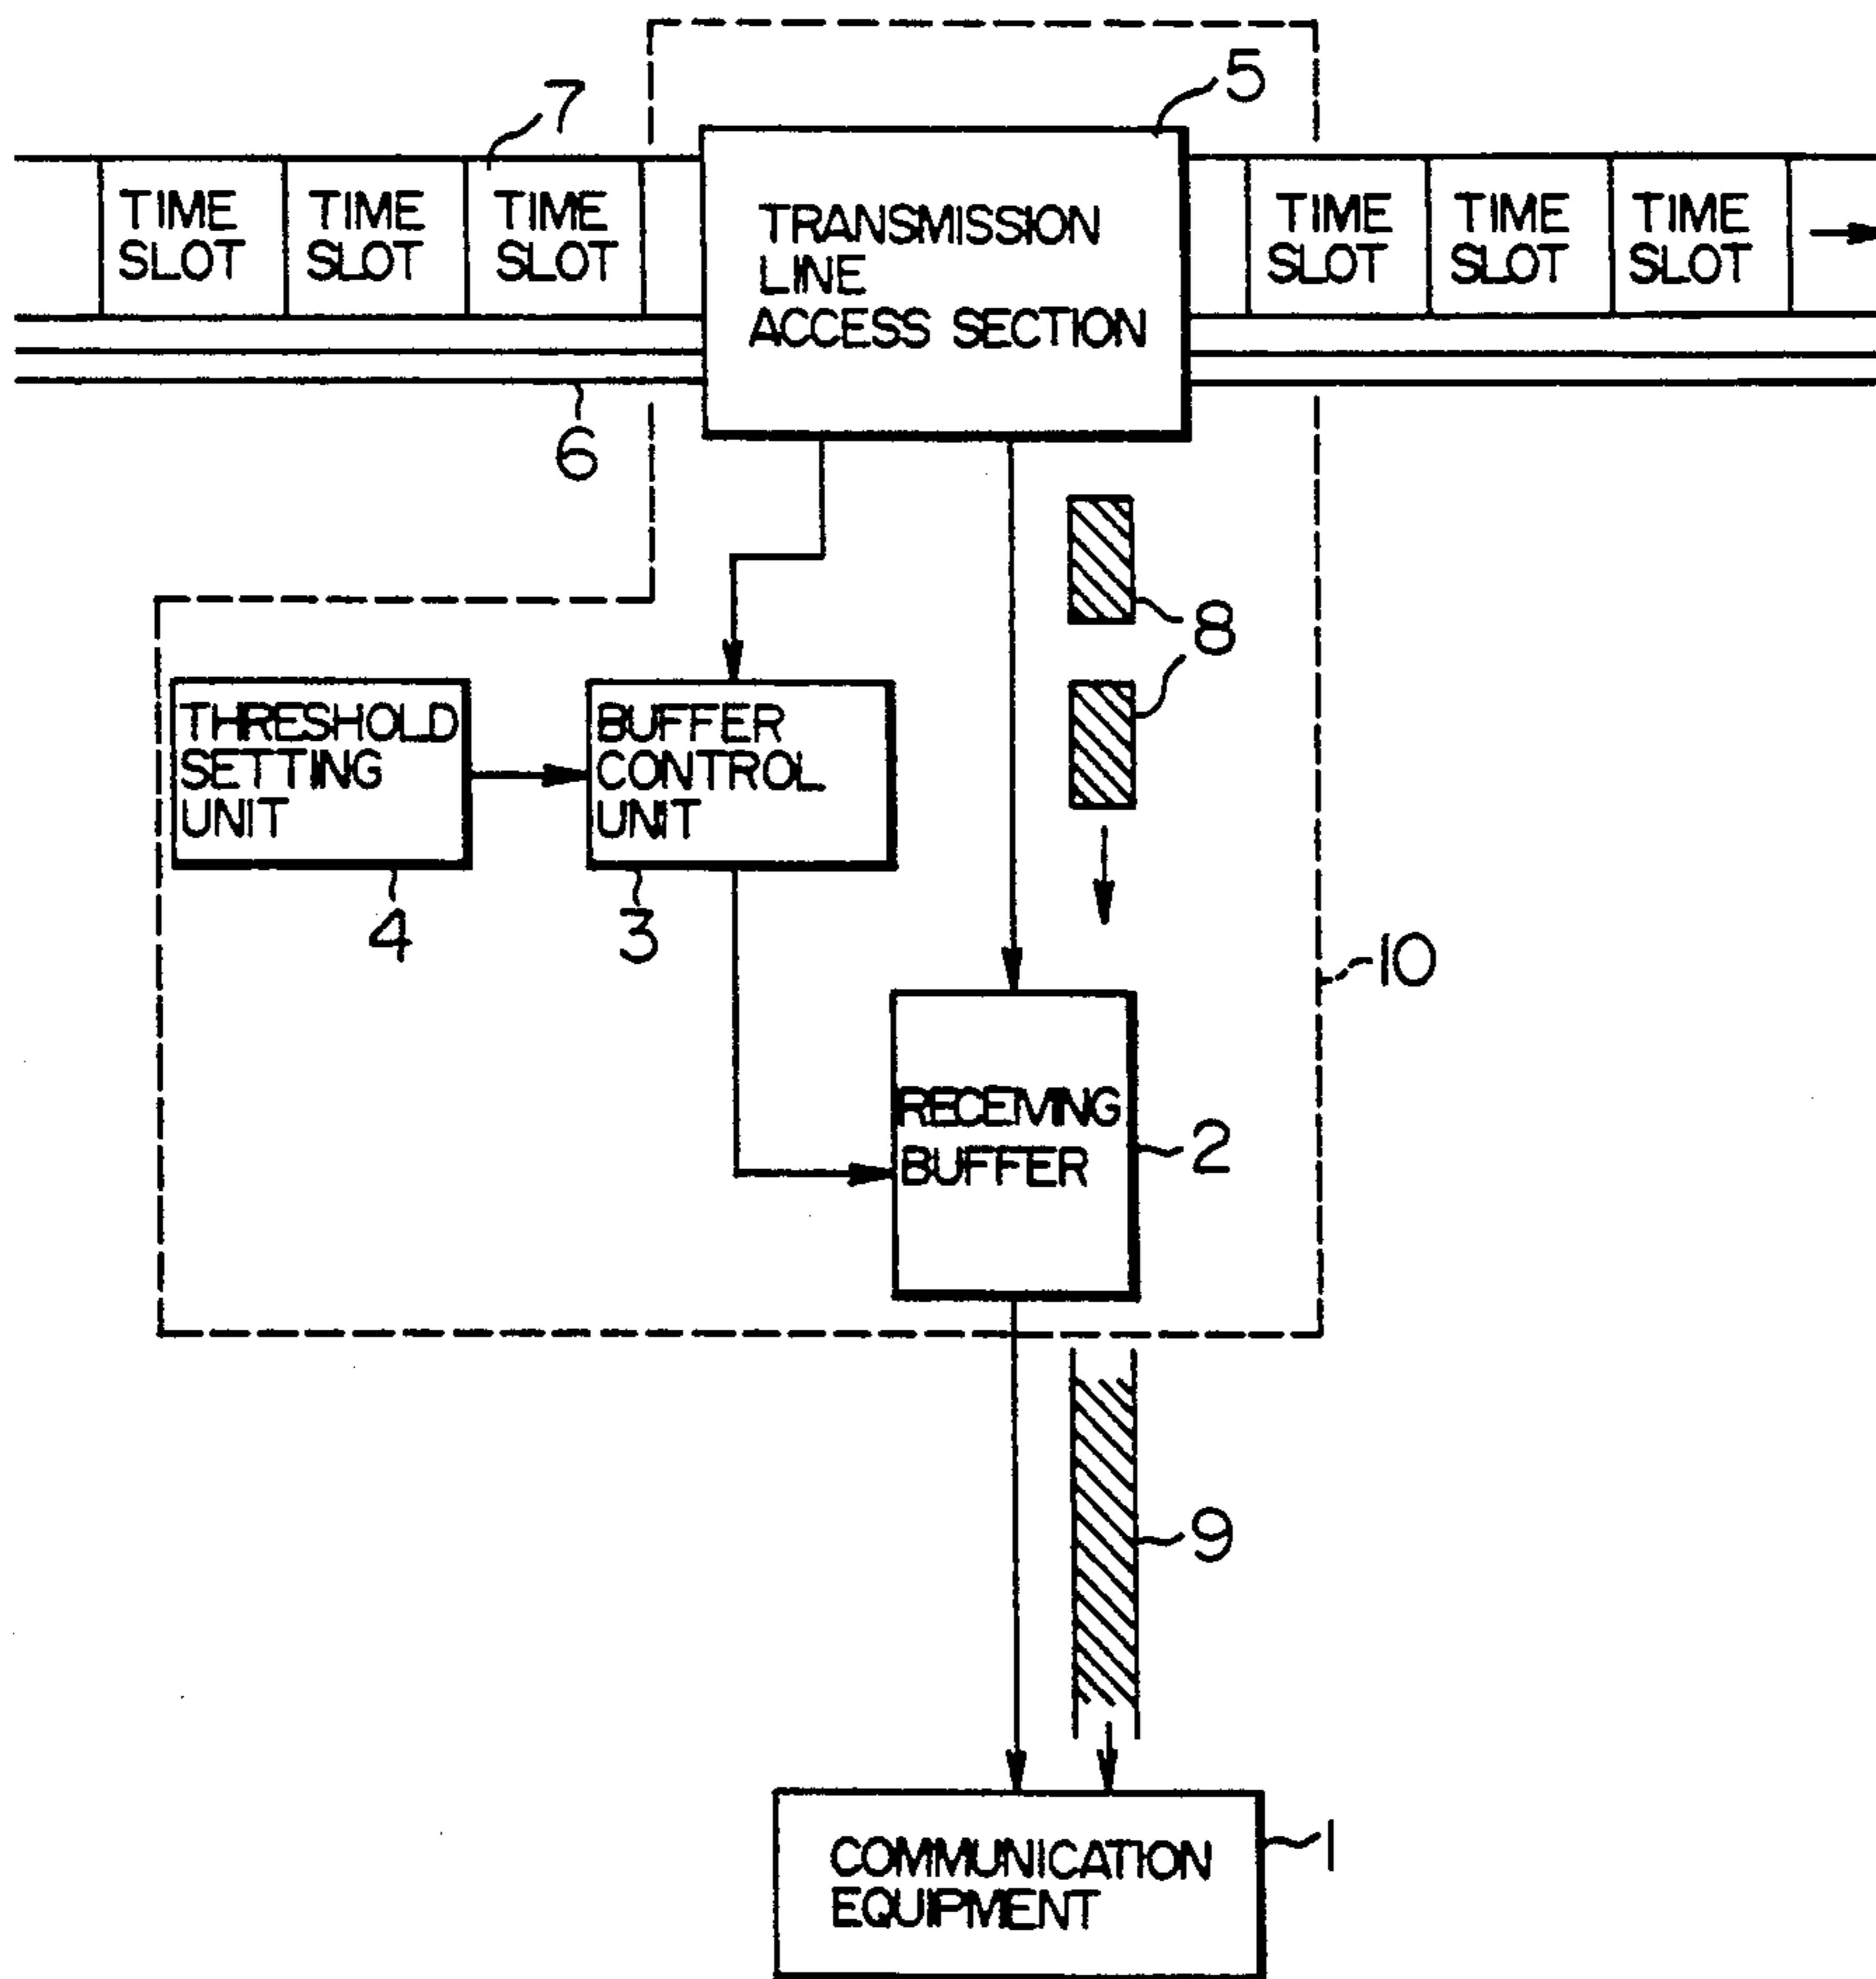 5
7
TIME
SLOT
TIME
SLOT
TIME
SLOT
TRANSMISSION
LINE
ACCESS SECTION
TIME
SLOT
TIME
SLOT
TIME
SLOT
6
8
THRESHOLD
SETTING
UNIT
BUFFER
CONTROL
UNIT
4
3
10
RECEIVING
BUFFER
2
9
COMMUNICATION
EQUIPMENT
1